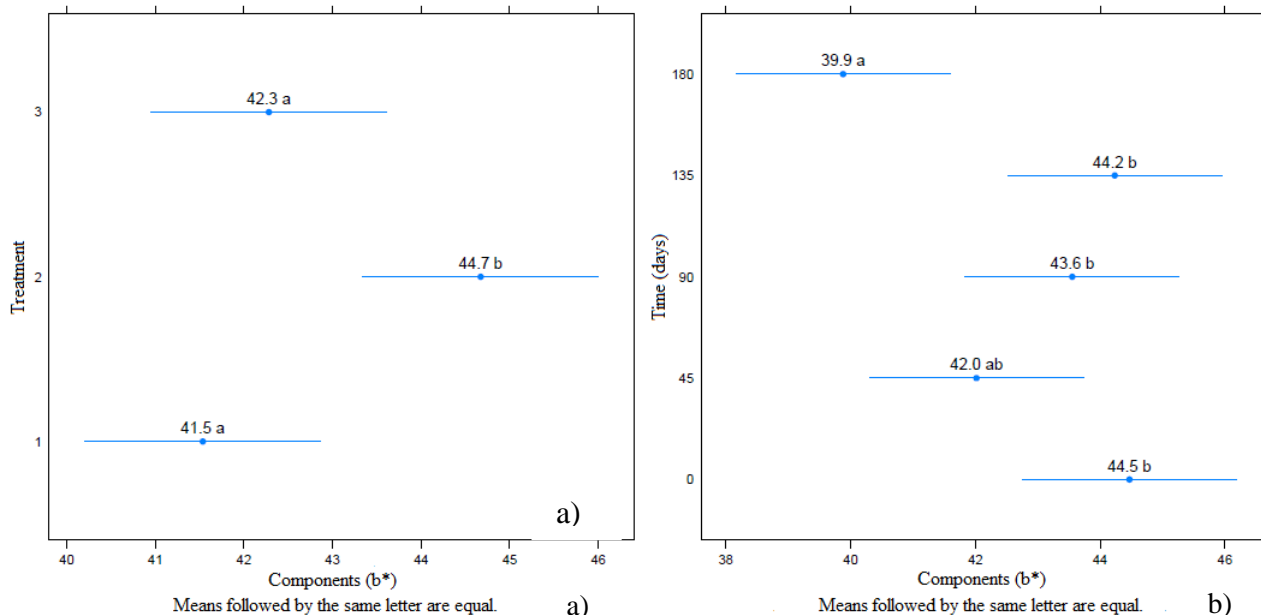 42.3 a
3
44.7 b
2
41.5 a
1
Treatment
a)
40 41 42 43 44 45 46
Components (b*)
Means followed by the same letter are equal.
a)
39.9 a
180
44.2 b
135
43.6 b
90
42.0 ab
45
44.5 b
0
Time (days)
38 40 42 44 46
Components (b*)
Means followed by the same letter are equal.
b)